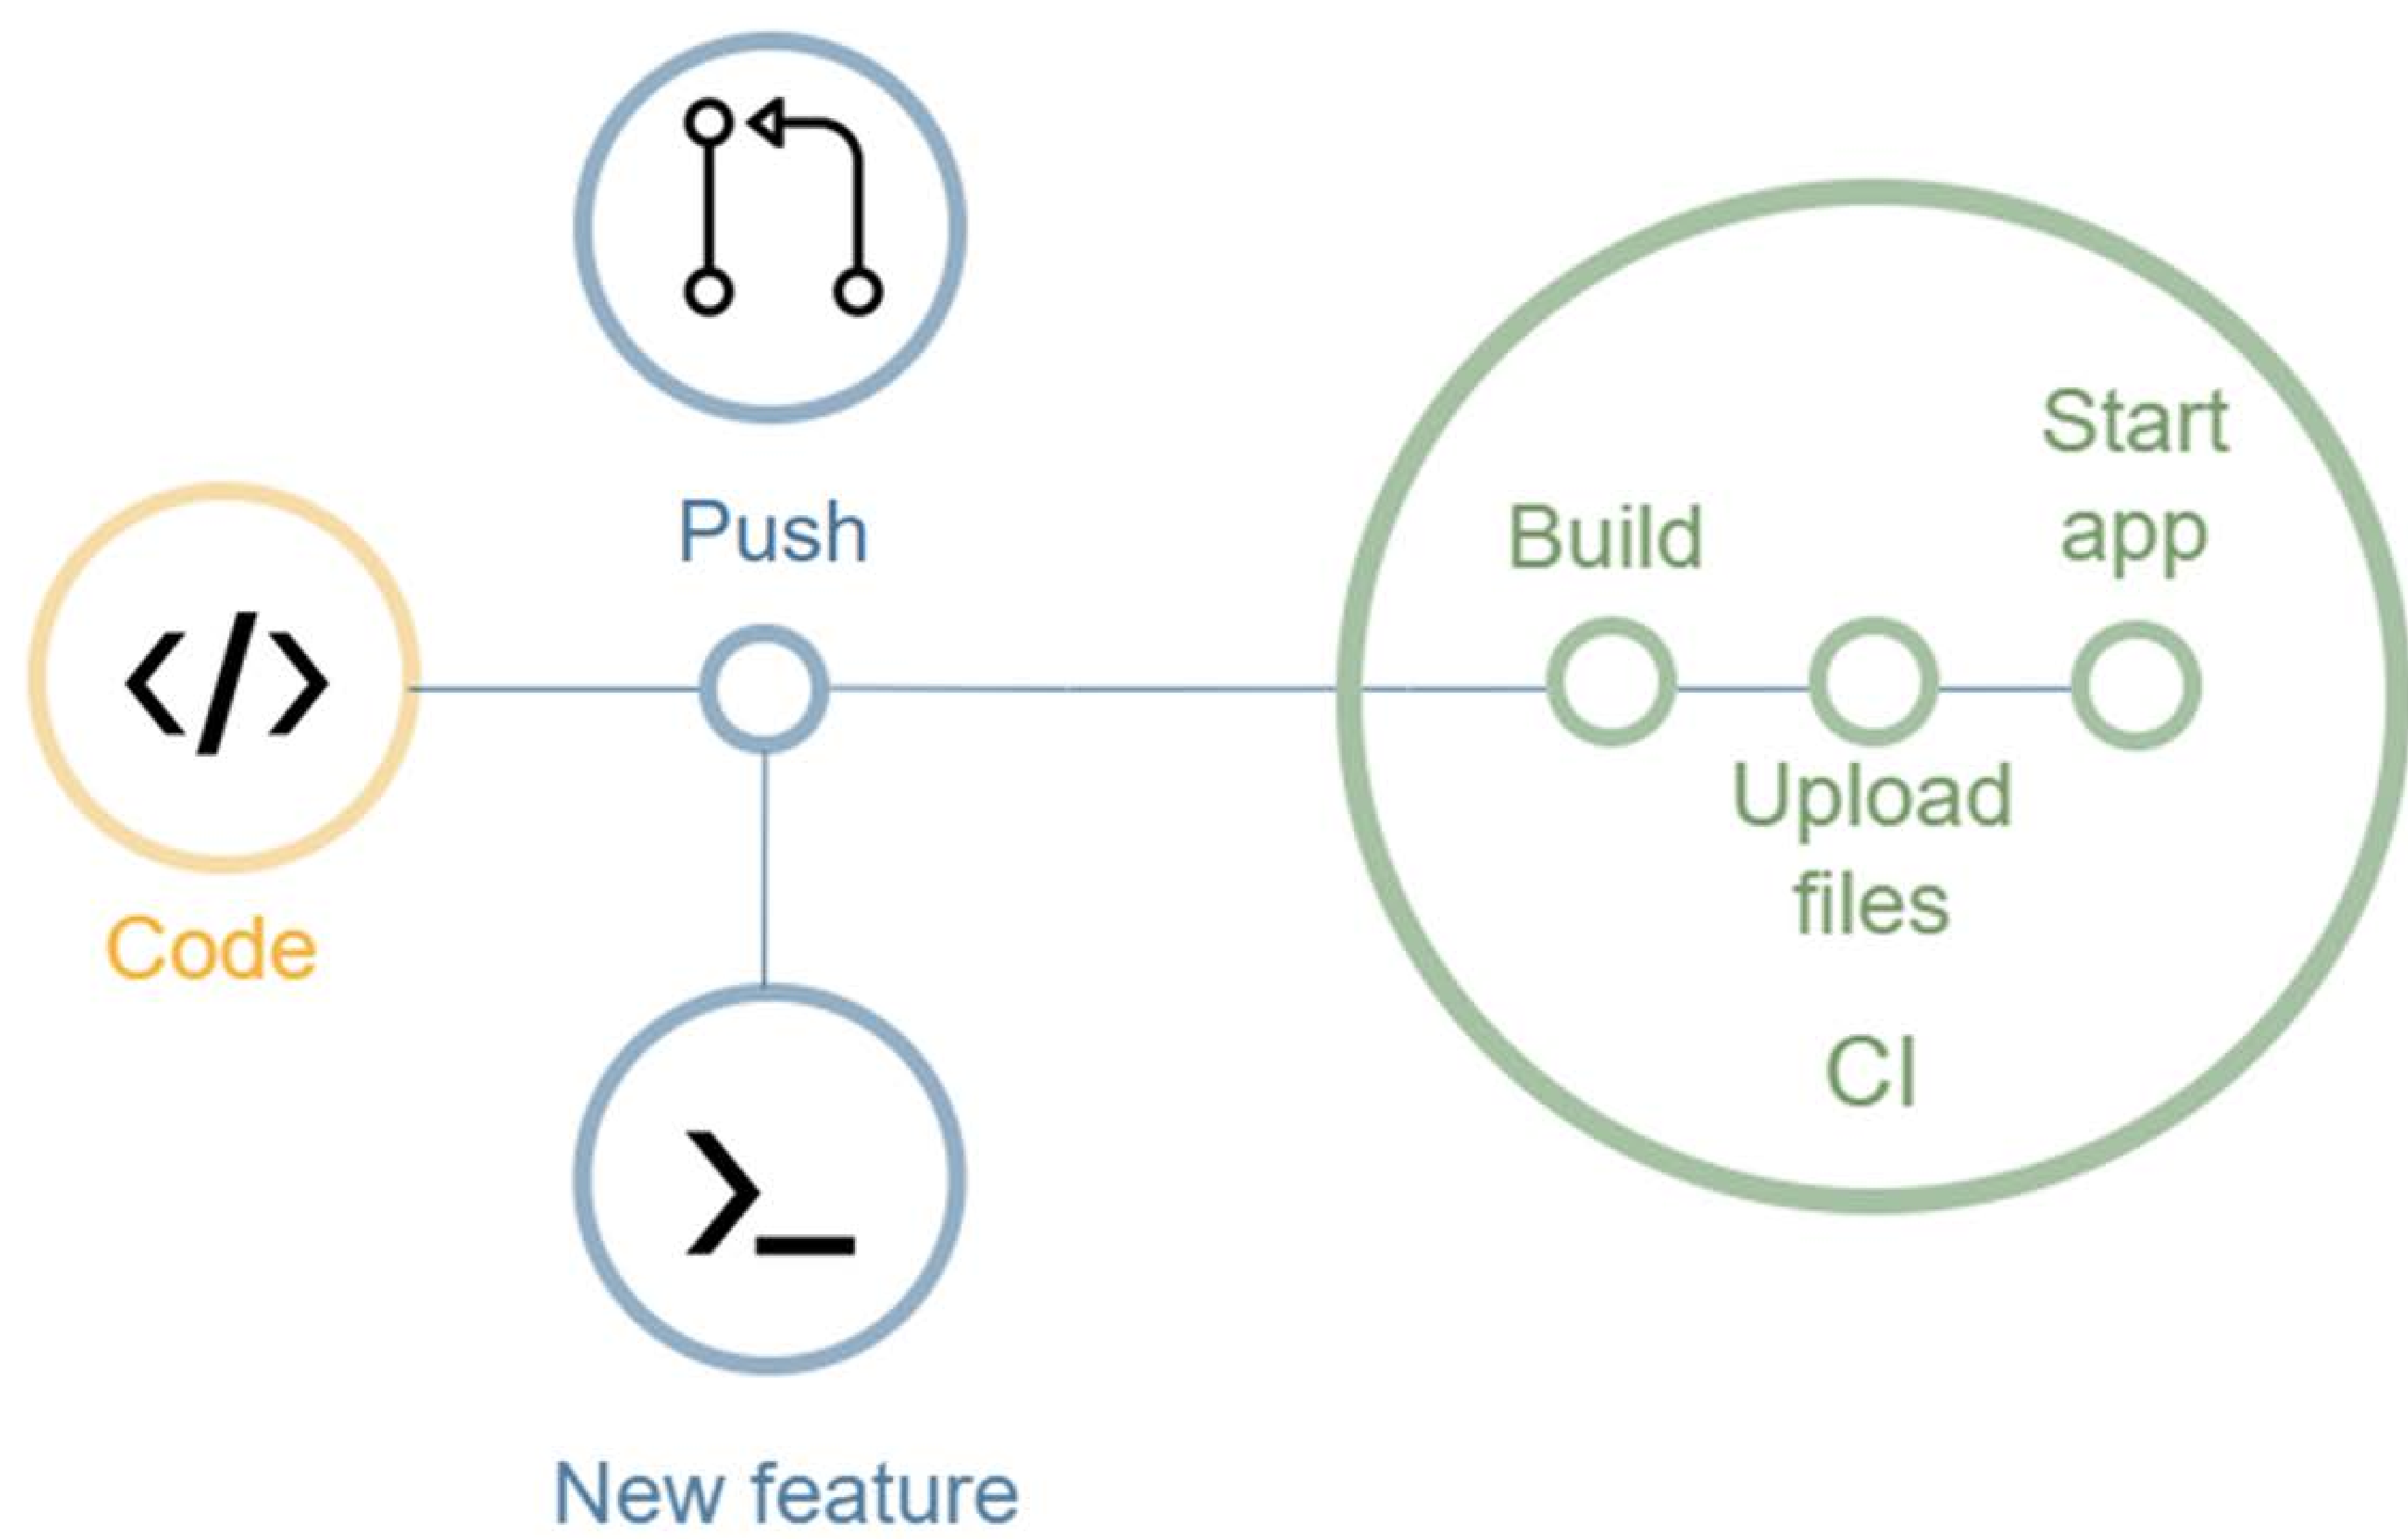 Push
Code
New feature
Build
Upload
files
Start
app
CI